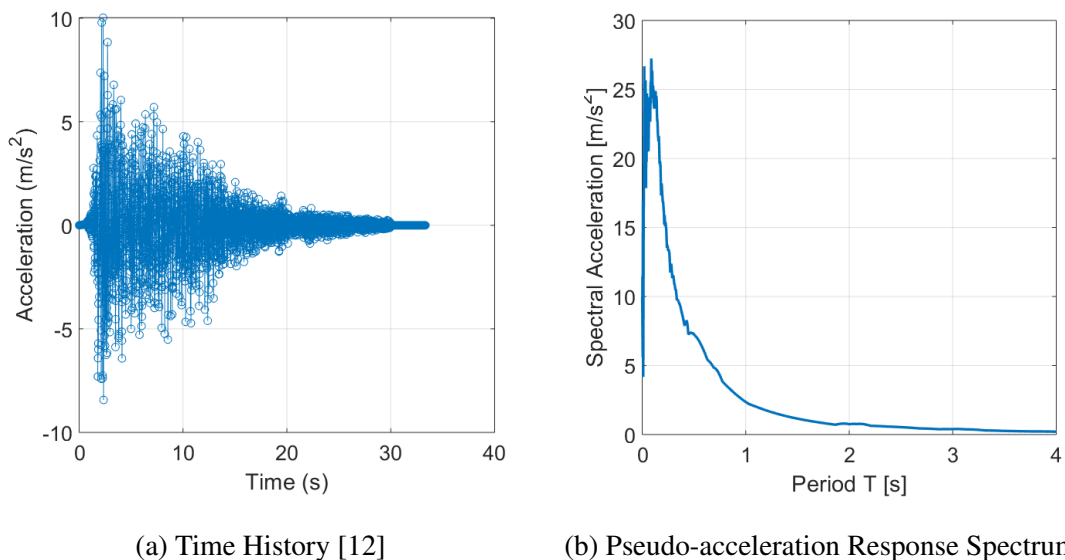 10
5
0
-5
-10
Acceleration (m/s²)
0 10 20 30 40
Time (s)
(a) Time History [12]
30
25
20
15
10
5
0
Spectral Acceleration [m/s²]
0 1 2 3 4
Period T [s]
(b) Pseudo-acceleration Response Spectrum